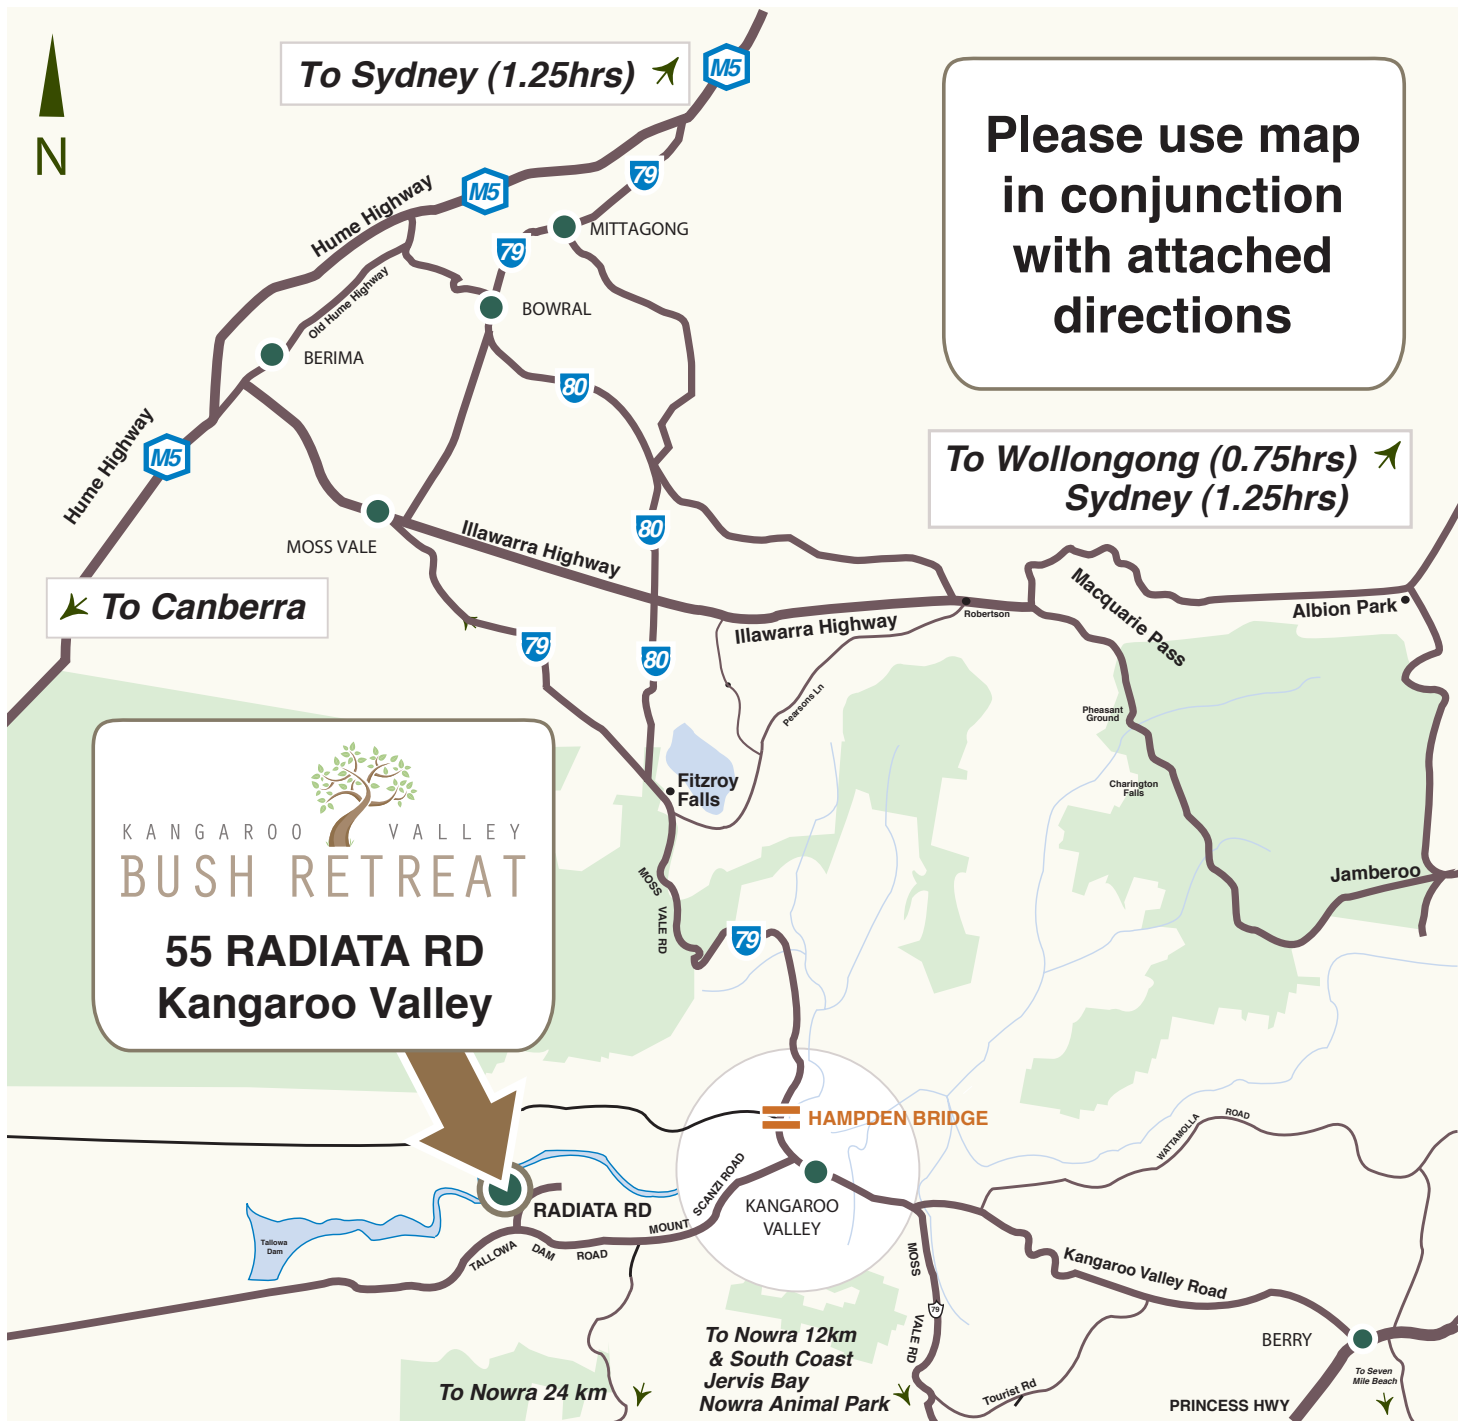 To Sydney (1.25hrs)
M5
N
Please use map
in conjunction
with attached
directions
79
M5
Hume Highway
MITTAGONG
79
Old Hume Highway
BOWRAL
BERIMA
80
Hume Highway
M5
To Wollongong (0.75hrs)
Sydney (1.25hrs)
MOSS VALE
Illawarra Highway
80
To Canberra
Macquarie Pass
Albion Park
Robertson
Illawarra Highway
79
80
Pearsons Ln
Pheasant
Ground
Fitzroy
Falls
Charington
Falls
KANGAROO VALLEY
BUSH RETREAT
55 RADIATA RD
Kangaroo Valley
MOSS VALE RD
79
Jamberoo
HAMPDEN BRIDGE
WATTAMOLLA ROAD
RADIATA RD
MOUNT SCANZI ROAD
KANGAROO
VALLEY
Tallowa
Dam
TALLOWA DAM ROAD
MOSS VALE RD
79
Kangaroo Valley Road
BERRY
To Nowra 12km
& South Coast
Jervis Bay
Nowra Animal Park
To Nowra 24 km
Tourist Rd
To Seven
Mile Beach
PRINCESS HWY